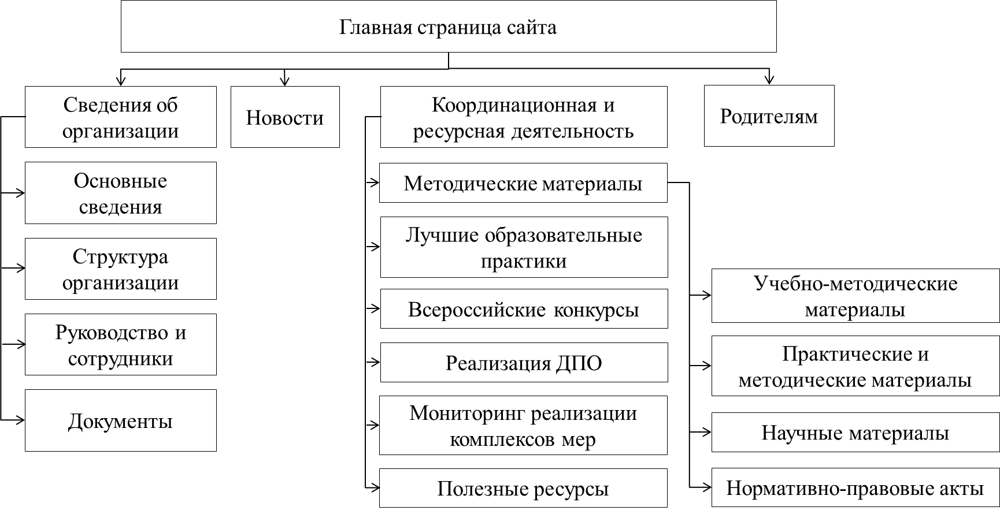 Главная страница сайта
Сведения об
организации
Новости
Координационная и
ресурсная деятельность
Родителям
Основные
сведения
Структура
организации
Руководство и
сотрудники
Документы
Методические материалы
Лучшие образовательные
практики
Всероссийские конкурсы
Реализация ДПО
Мониторинг реализации
комплексов мер
Полезные ресурсы
Учебно-методические
материалы
Практические и
методические материалы
Научные материалы
Нормативно-правовые акты